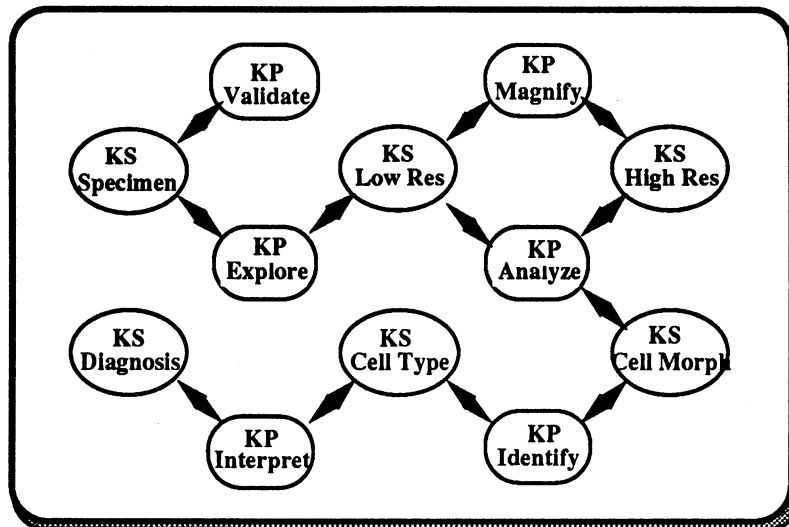 KP
Validate
KP
Magnify
KS
Specimen
KS
Low Res
KS
High Res
KP
Explore
KP
Analyze
KS
Diagnosis
KS
Cell Type
KS
Cell Morph
KP
Interpret
KP
Identify